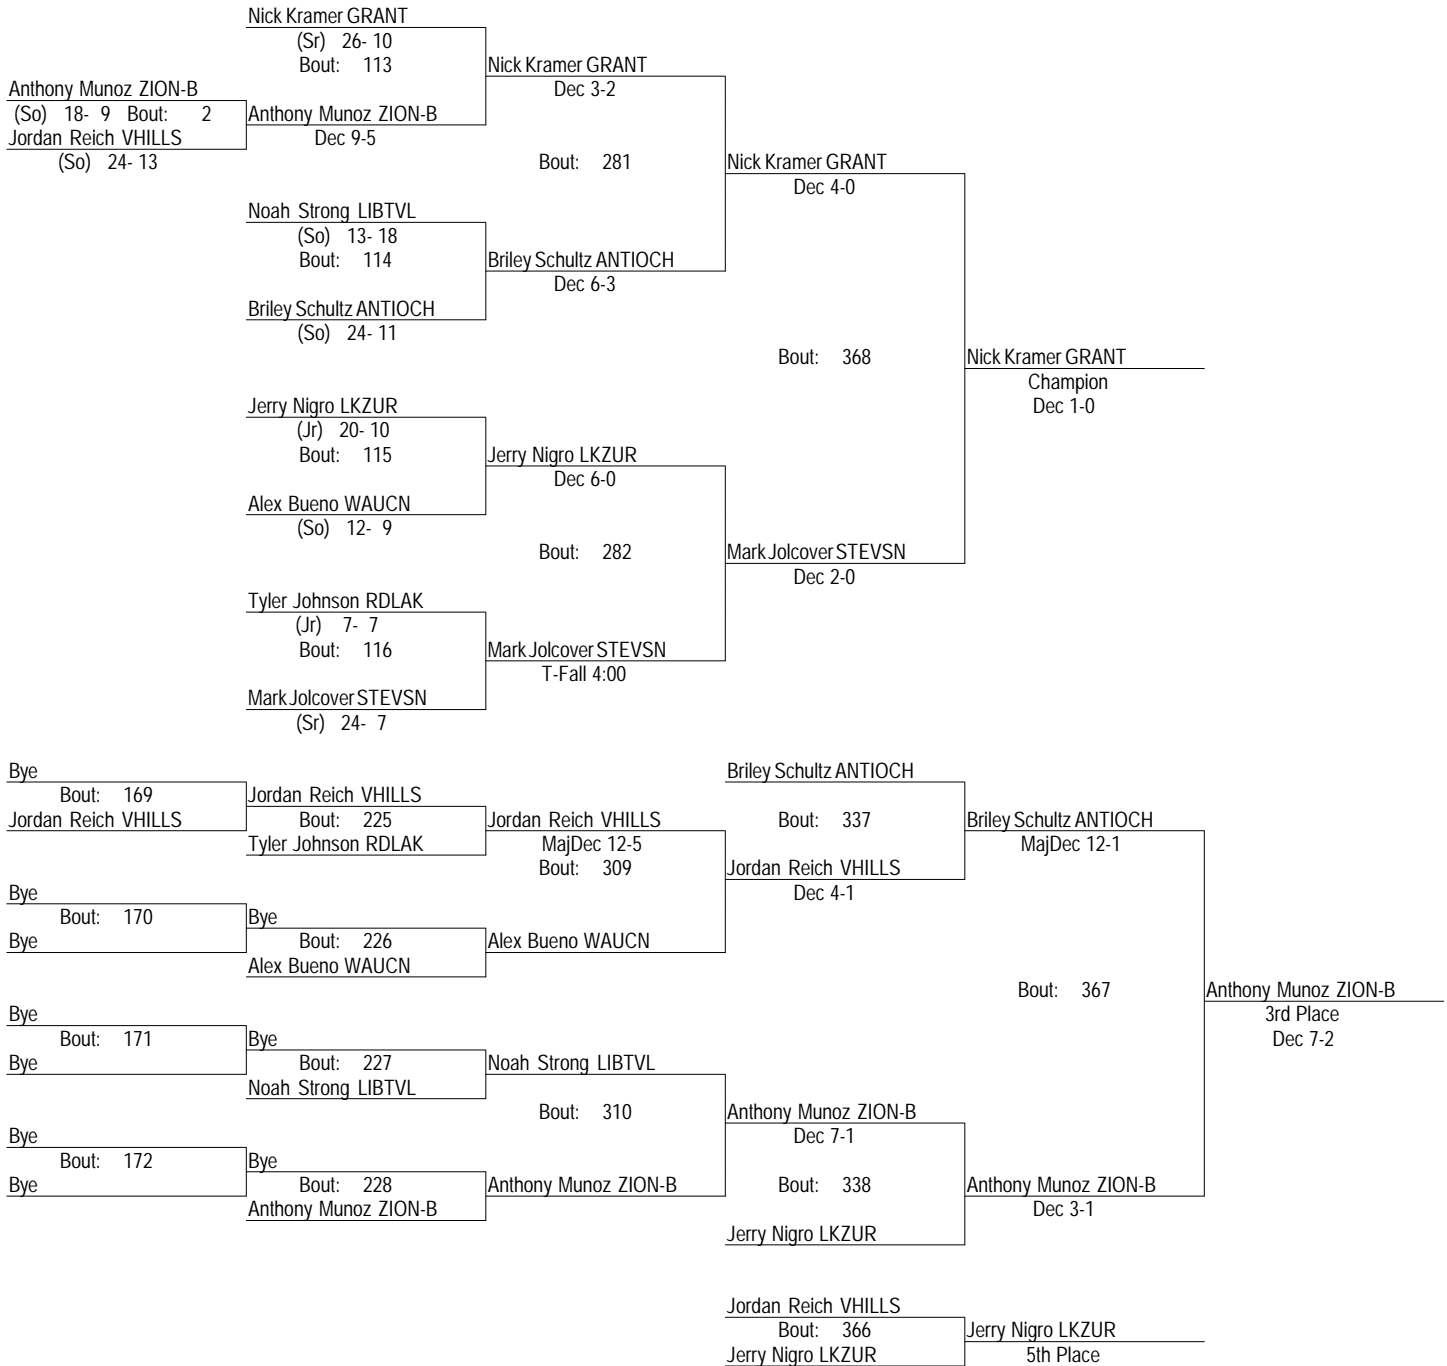 Nick Kramer GRANT
(Sr) 26- 10
Bout: 113
Nick Kramer GRANT
Dec 3-2
Anthony Munoz ZION-B
(So) 18- 9 Bout: 2
Anthony Munoz ZION-B
Dec 9-5
Jordan Reich VHILLS
(So) 24- 13
Bout: 281
Nick Kramer GRANT
Dec 4-0
Noah Strong LIBTVL
(So) 13- 18
Bout: 114
Briley Schultz ANTIOCH
Dec 6-3
Briley Schultz ANTIOCH
(So) 24- 11
Bout: 368
Nick Kramer GRANT
Champion
Dec 1-0
Jerry Nigro LKZUR
(Jr) 20- 10
Bout: 115
Jerry Nigro LKZUR
Dec 6-0
Alex Bueno WAUCN
(So) 12- 9
Bout: 282
Mark Jolcover STEVSN
Dec 2-0
Tyler Johnson RDLAK
(Jr) 7- 7
Bout: 116
Mark Jolcover STEVSN
T-Fall 4:00
Mark Jolcover STEVSN
(Sr) 24- 7
Bye
Bout: 169
Jordan Reich VHILLS
Jordan Reich VHILLS
Bout: 225
Tyler Johnson RDLAK
Jordan Reich VHILLS
MajDec 12-5
Bout: 309
Briley Schultz ANTIOCH
Bout: 337
Jordan Reich VHILLS
Dec 4-1
Briley Schultz ANTIOCH
MajDec 12-1
Bye
Bout: 170
Bye
Bye
Bout: 226
Alex Bueno WAUCN
Alex Bueno WAUCN
Bout: 367
Anthony Munoz ZION-B
3rd Place
Dec 7-2
Bye
Bout: 171
Bye
Bye
Bout: 227
Noah Strong LIBTVL
Noah Strong LIBTVL
Bout: 310
Anthony Munoz ZION-B
Dec 7-1
Bye
Bout: 172
Bye
Bye
Bout: 228
Anthony Munoz ZION-B
Anthony Munoz ZION-B
Bout: 338
Anthony Munoz ZION-B
Dec 3-1
Jerry Nigro LKZUR
Jordan Reich VHILLS
Bout: 366
Jerry Nigro LKZUR
Jerry Nigro LKZUR
5th Place